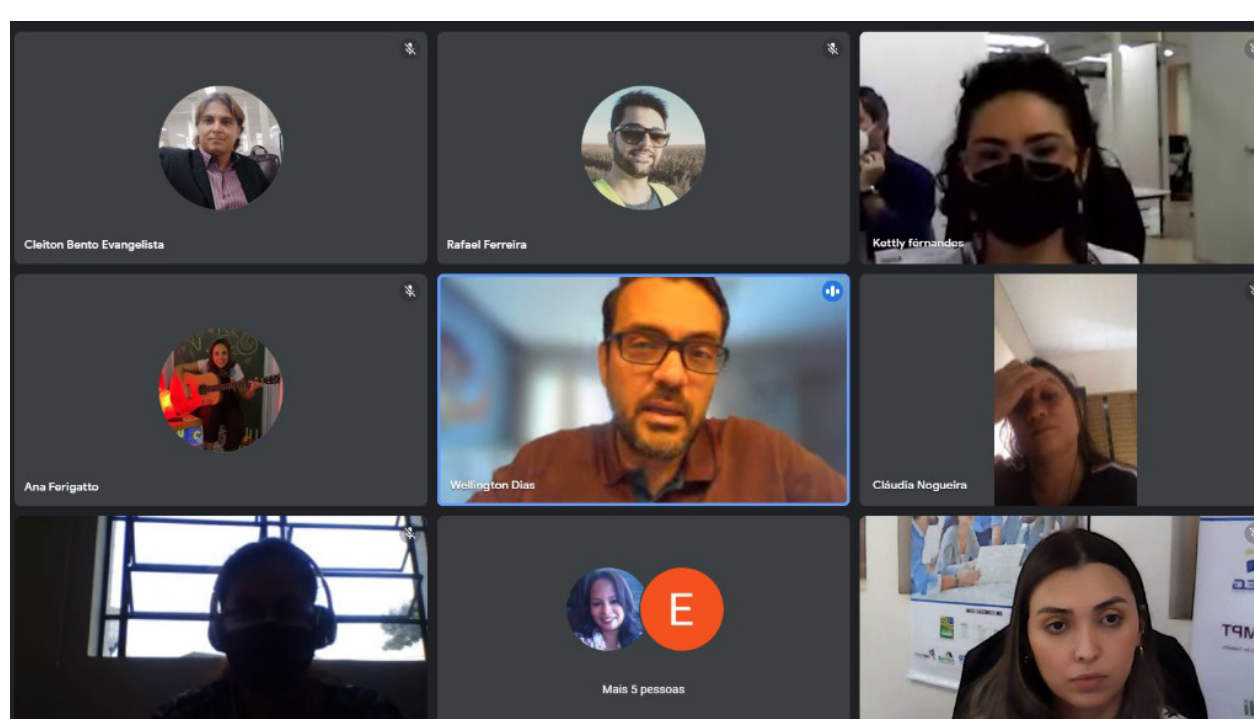 Cleiton Bento Evangelista
Rafael Ferreira
Kettly fernandes
Ana Ferigatto
Wellington Dias
Cláudia Nogueira
E
Mais 5 pessoas
MPT